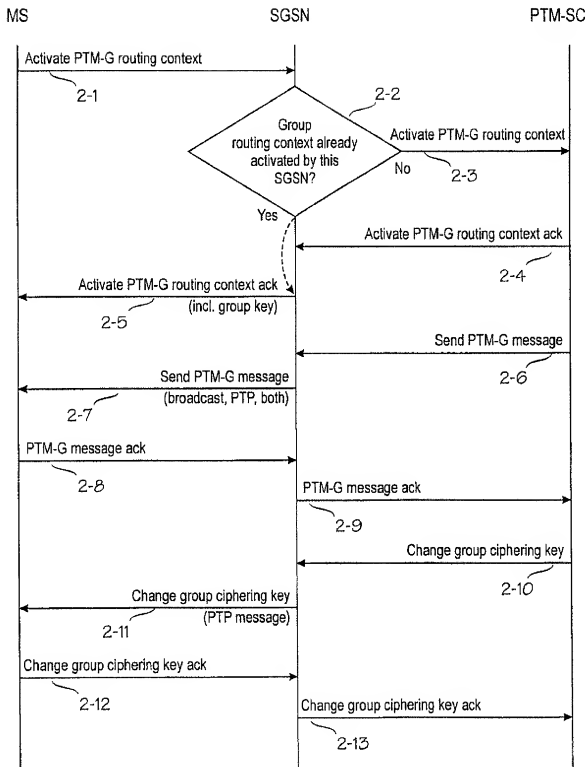 MS
SGSN
PTM-SC
Activate PTM-G routing context
2-1
2-2
Group
routing context already
activated by this
SGSN?
Activate PTM-G routing context
No
2-3
Yes
Activate PTM-G routing context ack
2-4
Activate PTM-G routing context ack
(incl. group key)
2-5
Send PTM-G message
2-6
Send PTM-G message
(broadcast, PTP, both)
2-7
PTM-G message ack
2-8
PTM-G message ack
2-9
Change group ciphering key
2-10
Change group ciphering key
(PTP message)
2-11
Change group ciphering key ack
2-12
Change group ciphering key ack
2-13